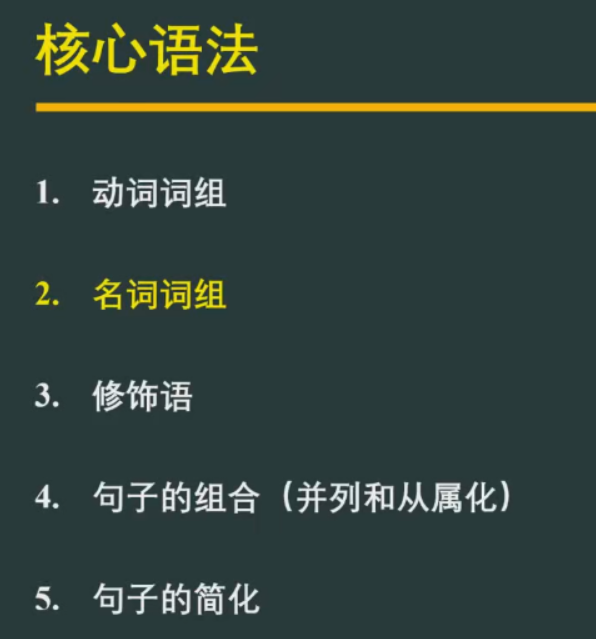 核心语法
1. 动词词组
2. 名词词组
3. 修饰语
4. 句子的组合（并列和从属化）
5. 句子的简化